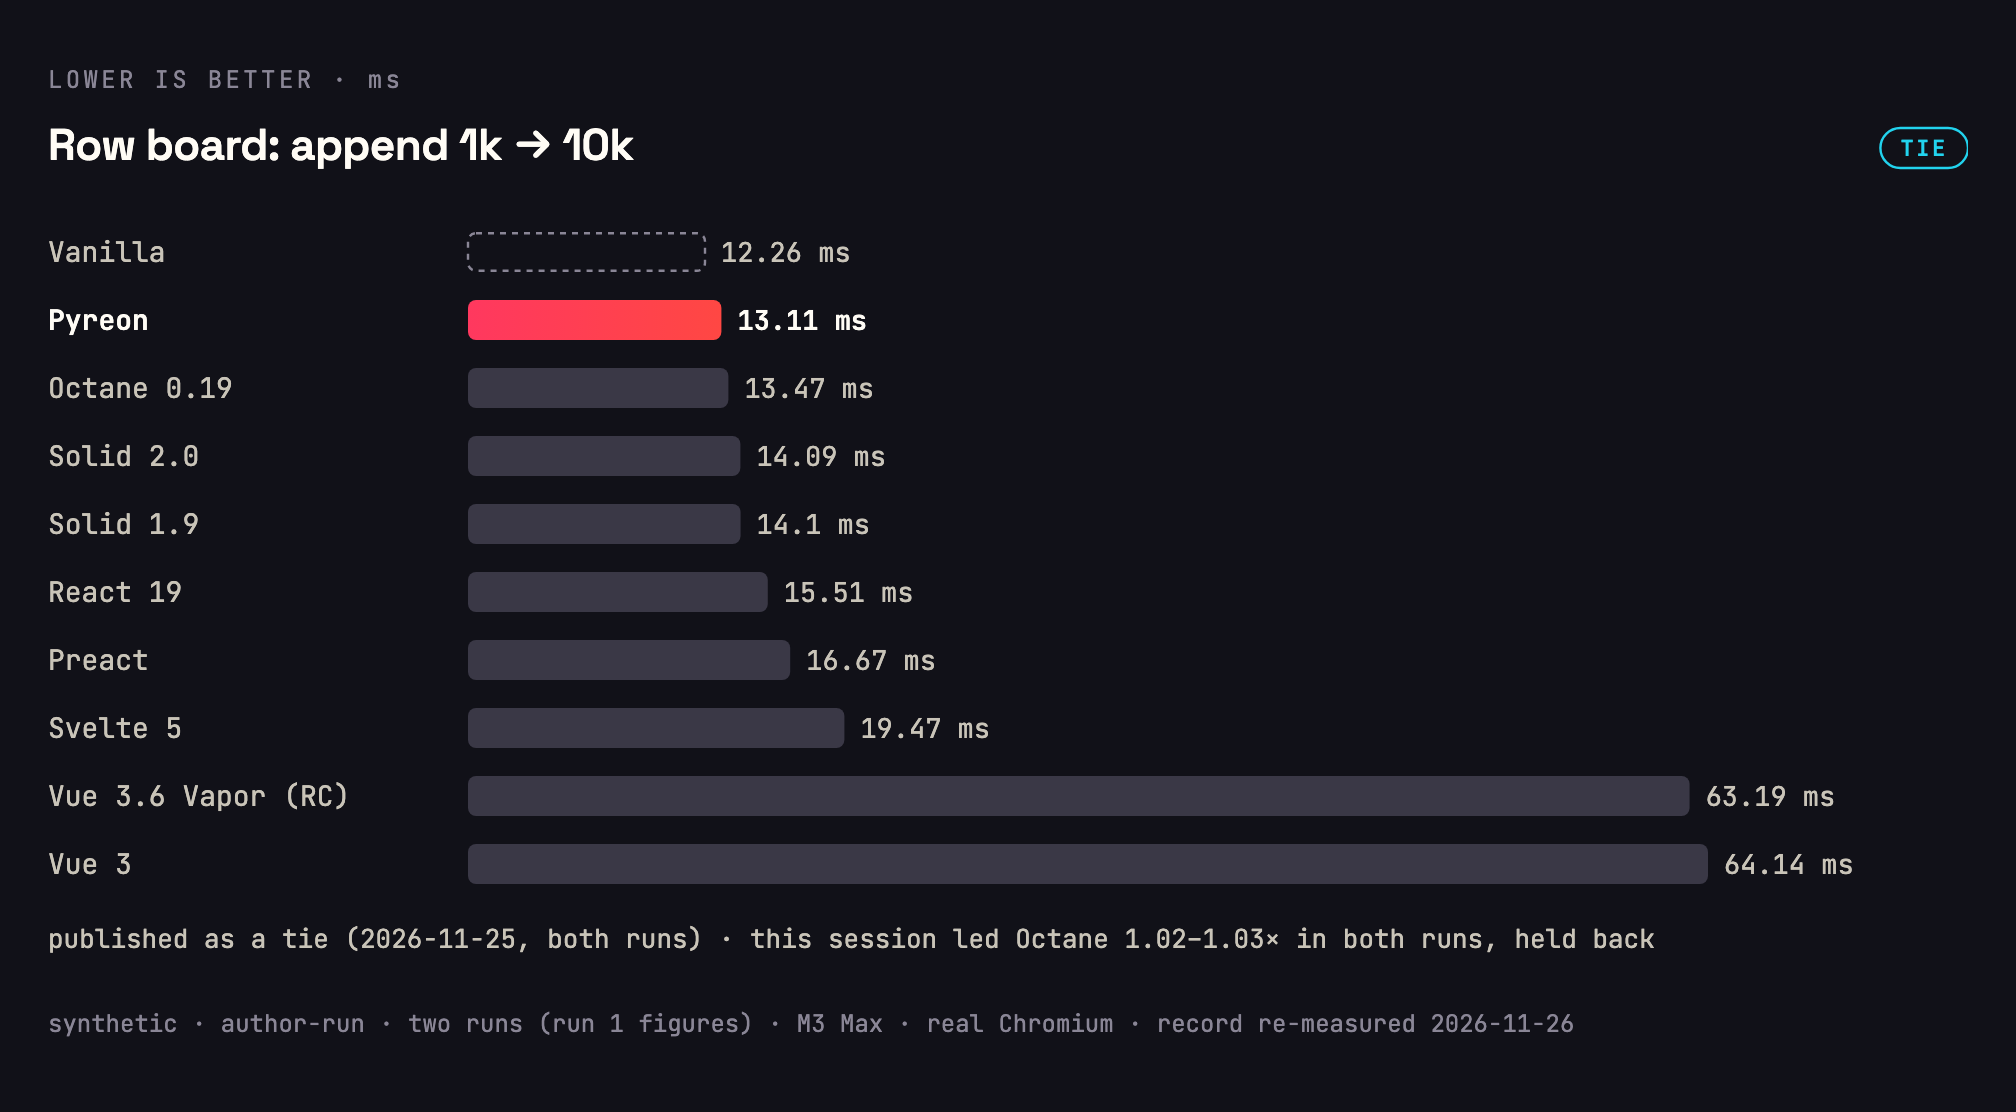 LOWER IS BETTER · ms
Row board: append 1k → 10k
TIE
Vanilla 12.26 ms
Pyreon 13.11 ms
Octane 0.19 13.47 ms
Solid 2.0 14.09 ms
Solid 1.9 14.1 ms
React 19 15.51 ms
Preact 16.67 ms
Svelte 5 19.47 ms
Vue 3.6 Vapor (RC) 63.19 ms
Vue 3 64.14 ms
published as a tie (2026-11-25, both runs) · this session led Octane 1.02–1.03× in both runs, held back
synthetic · author-run · two runs (run 1 figures) · M3 Max · real Chromium · record re-measured 2026-11-26